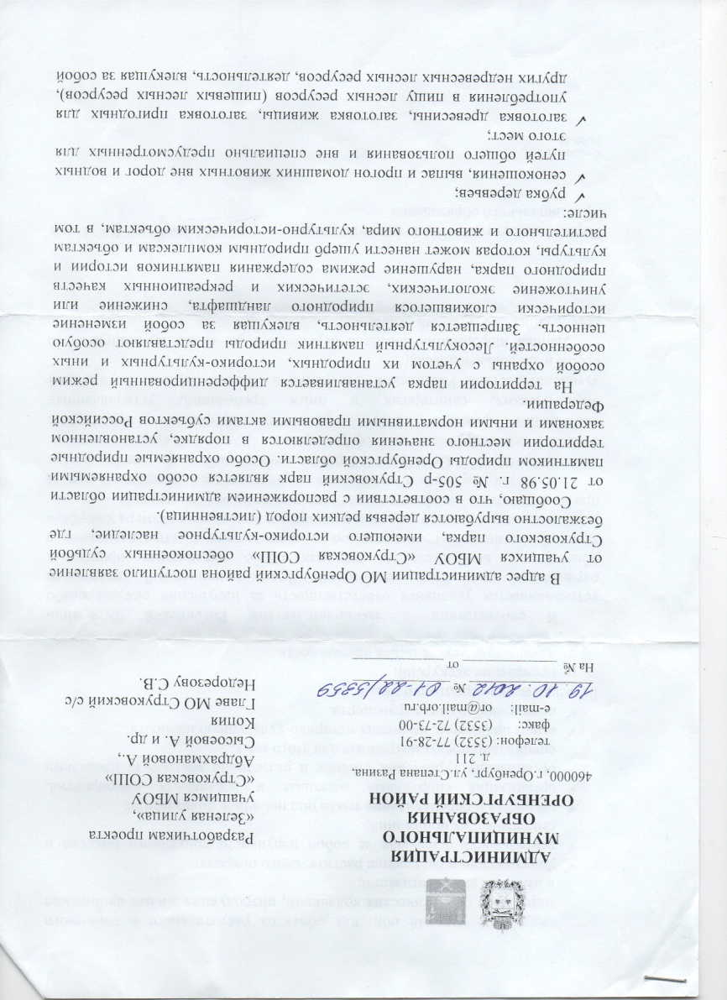 АДМИНИСТРАЦИЯ
МУНИЦИПАЛЬНОГО
ОБРАЗОВАНИЯ
ОРЕНБУРГСКИЙ РАЙОН
460000, г.Оренбург, ул.Степана Разина,
д. 211
телефон: (3532) 77-28-91
факс: (3532) 72-73-00
e-mail: or@mail.orb.ru
19. 10. 2012 № 01-22/5359
На № от
Разработчикам проекта
«Зеленая улица»,
учащимся МБОУ
«Струковская СОШ»
Абдрахмановой А.,
Сысоевой А. и др.
Копия
Главе МО Струковский с/с
Недорезову С.В.
В адрес администрации МО Оренбургский района поступило заявление
от учащихся МБОУ «Струковская СОШ» обеспокоенных судьбой
Струковского парка, имеющего историко-культурное наследие, где
безжалостно вырубаются деревья редких пород (лиственница).
Сообщаю, что в соответствии с распоряжением администрации области
от 21.05.98 г. № 505-р Струковский парк является особо охраняемыми
памятником природы Оренбургской области. Особо охраняемые природные
территории местного значения определяются в порядке, установленном
законами и иными нормативными правовыми актами субъектов Российской
Федерации.
На территории парка устанавливается дифференцированный режим
особой охраны с учетом их природных, историко-культурных и иных
особенностей. Лесокультурный памятник природы представляют особую
ценность. Запрещается деятельность, влекущая за собой изменение
исторически сложившегося природного ландшафта, снижение или
уничтожение экологических, эстетических и рекреационных качеств
природного парка, нарушение режима содержания памятников истории и
культуры, которая может нанести ущерб природным комплексам и объектам
растительного и животного мира, культурно-историческим объектам, в том
числе:
✓ рубка деревьев;
✓ сенокошения, выпас и прогон домашних животных вне дорог и водных
путей общего пользования и вне специально предусмотренных для
этого мест;
✓ заготовка древесины, заготовка живицы, заготовка пригодных для
употребления в пищу лесных ресурсов (пищевых лесных ресурсов),
других недревесных лесных ресурсов, деятельность, влекущая за собой